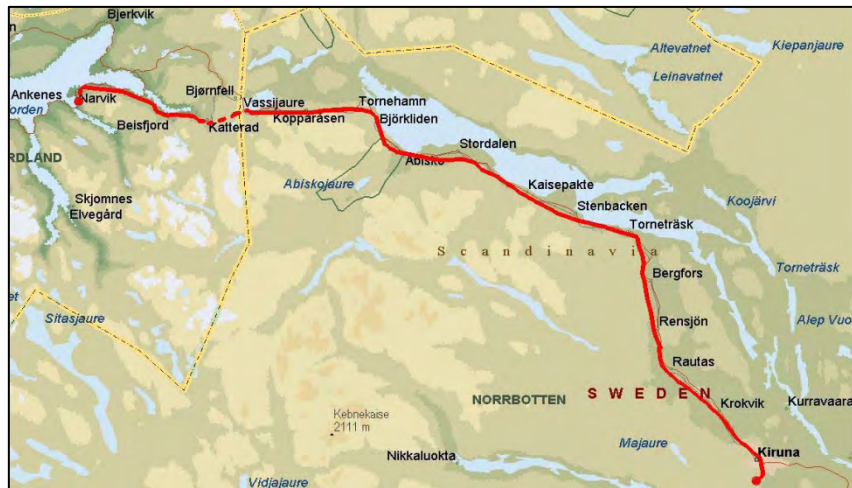 Bjerkvik
Altevatnet
Kiepanjaure
Leinavatnet
Ankenes
Narvik
Bjørnfell
Vassijaure
Tornehamn
orden
Kopparåsen
Björkliden
Beisfjord
Katterad
Stordalen
RDLAND
Abisko
Abiskojaure
Kaisepakte
Skjomnes
Elvegård
Stenbacken
Koojärvi
Torneträsk
Scandinavia
Bergfors
Torneträsk
et
Sitasjaure
Rensjön
Alep Vuo
Rautas
NORRBOTTEN
SWEDEN
Krokvik
Kurravaara
Kebnekaise
2111 m
Majaure
Kiruna
Nikkaluokta
Vidjajaure